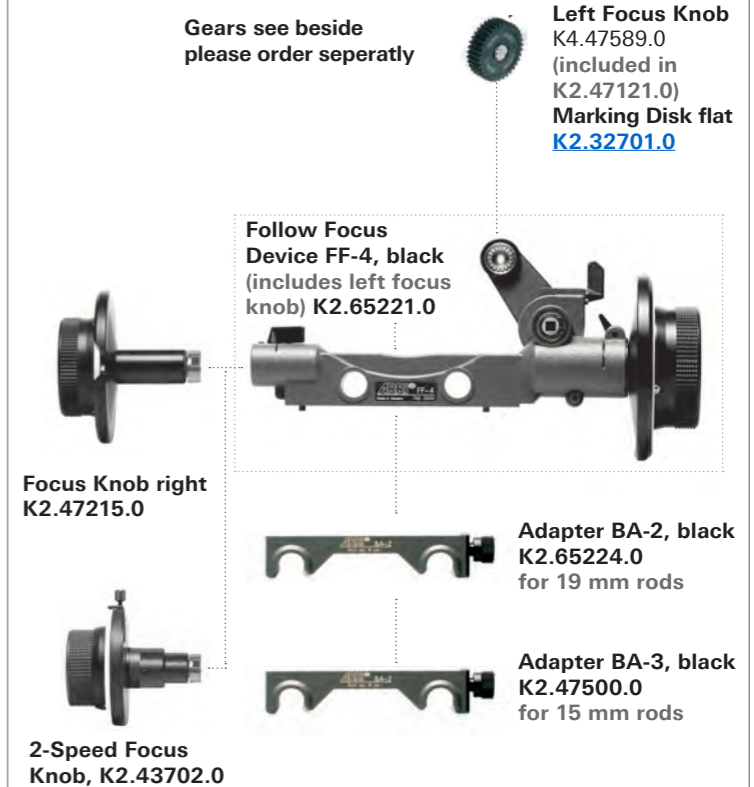 Gears see beside
please order seperatly
Left Focus Knob
K4.47589.0
(included in
K2.47121.0)
Marking Disk flat
K2.32701.0
Follow Focus
Device FF-4, black
(includes left focus
knob) K2.65221.0
ARRI FF-4
Focus Knob right
K2.47215.0
Adapter BA-2, black
K2.65224.0
for 19 mm rods
BA-2
Adapter BA-3, black
K2.47500.0
for 15 mm rods
BA-2
2-Speed Focus
Knob, K2.43702.0